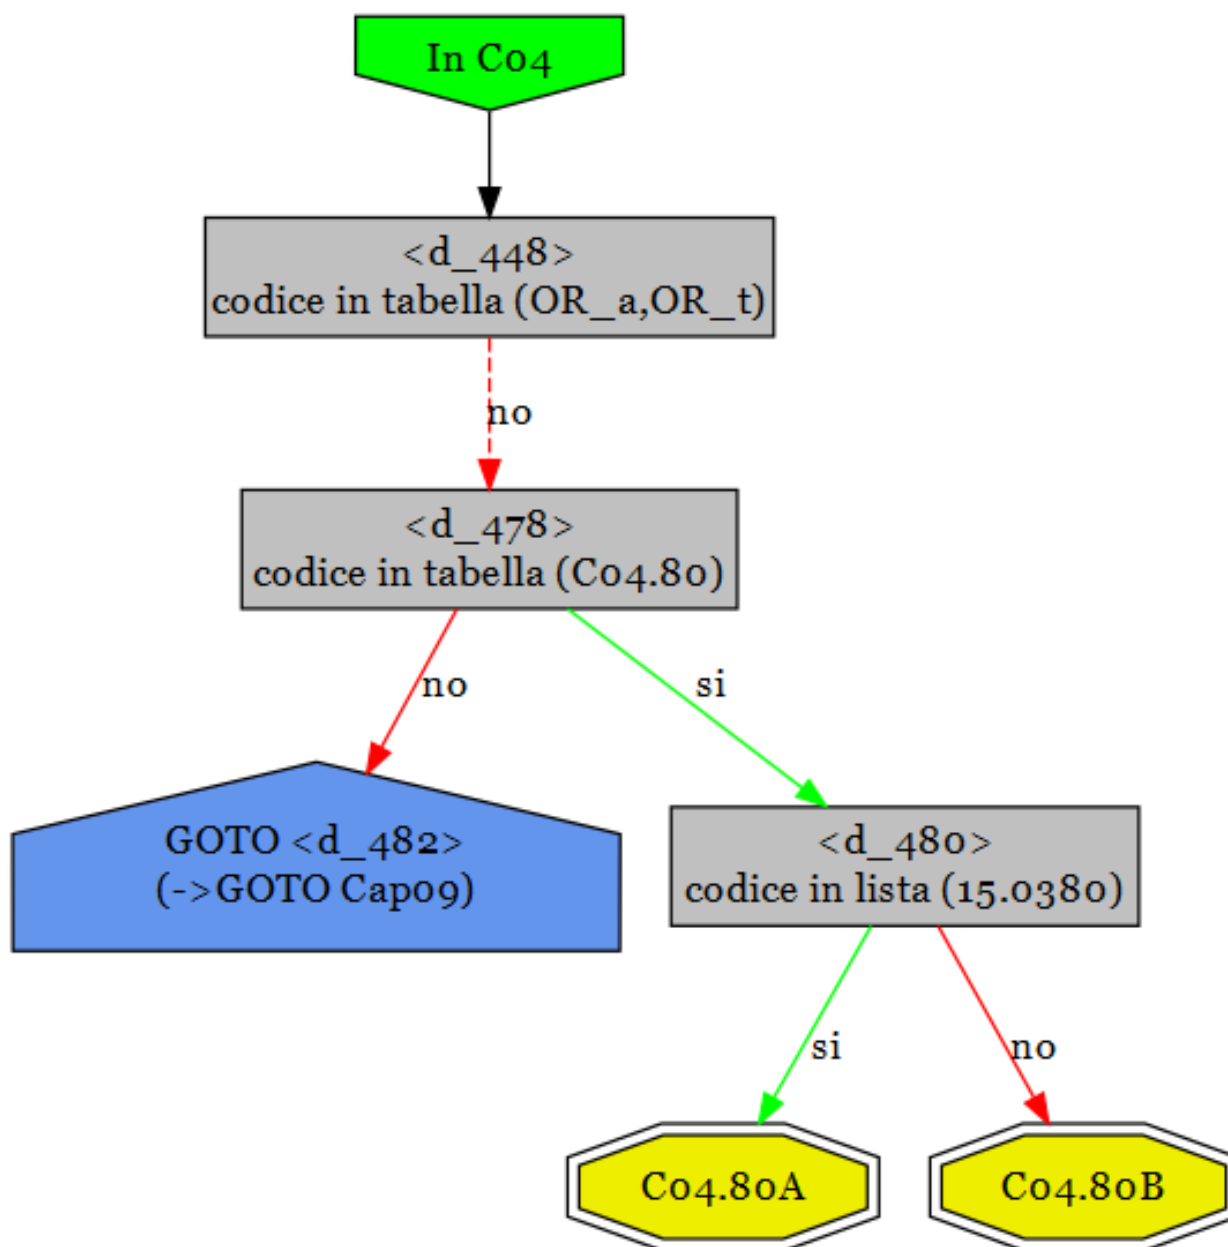 In C04
<d_448>
codice in tabella (OR_a,OR_t)
no
<d_478>
codice in tabella (C04.80)
no
si
GOTO <d_482>
(->GOTO Cap09)
<d_480>
codice in lista (15.0380)
si
no
C04.80A
C04.80B